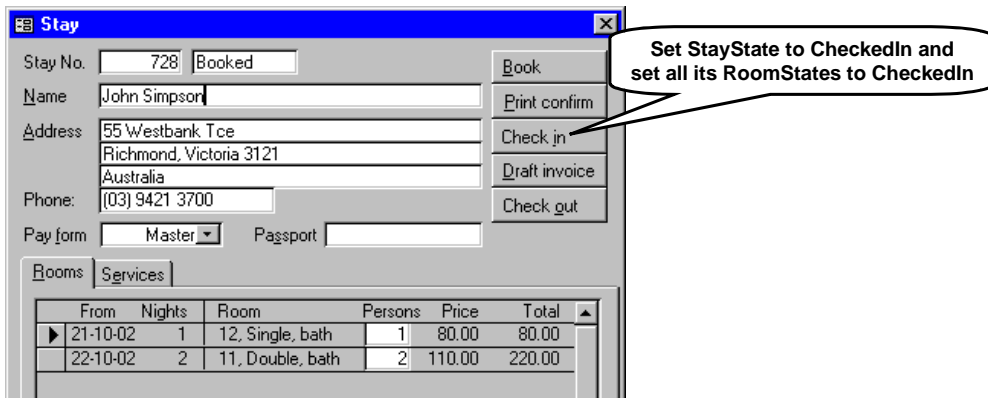 Stay
Stay No. 728 Booked
Name John Simpson
Address 55 Westbank Tce
Richmond, Victoria 3121
Australia
Phone: (03) 9421 3700
Pay form Master Passport
Book
Print confirm
Check in
Draft invoice
Check out
Set StayState to CheckedIn and
set all its RoomStates to CheckedIn
Rooms Services
From Nights Room Persons Price Total
21-10-02 1 12, Single, bath 1 80.00 80.00
22-10-02 2 11, Double, bath 2 110.00 220.00